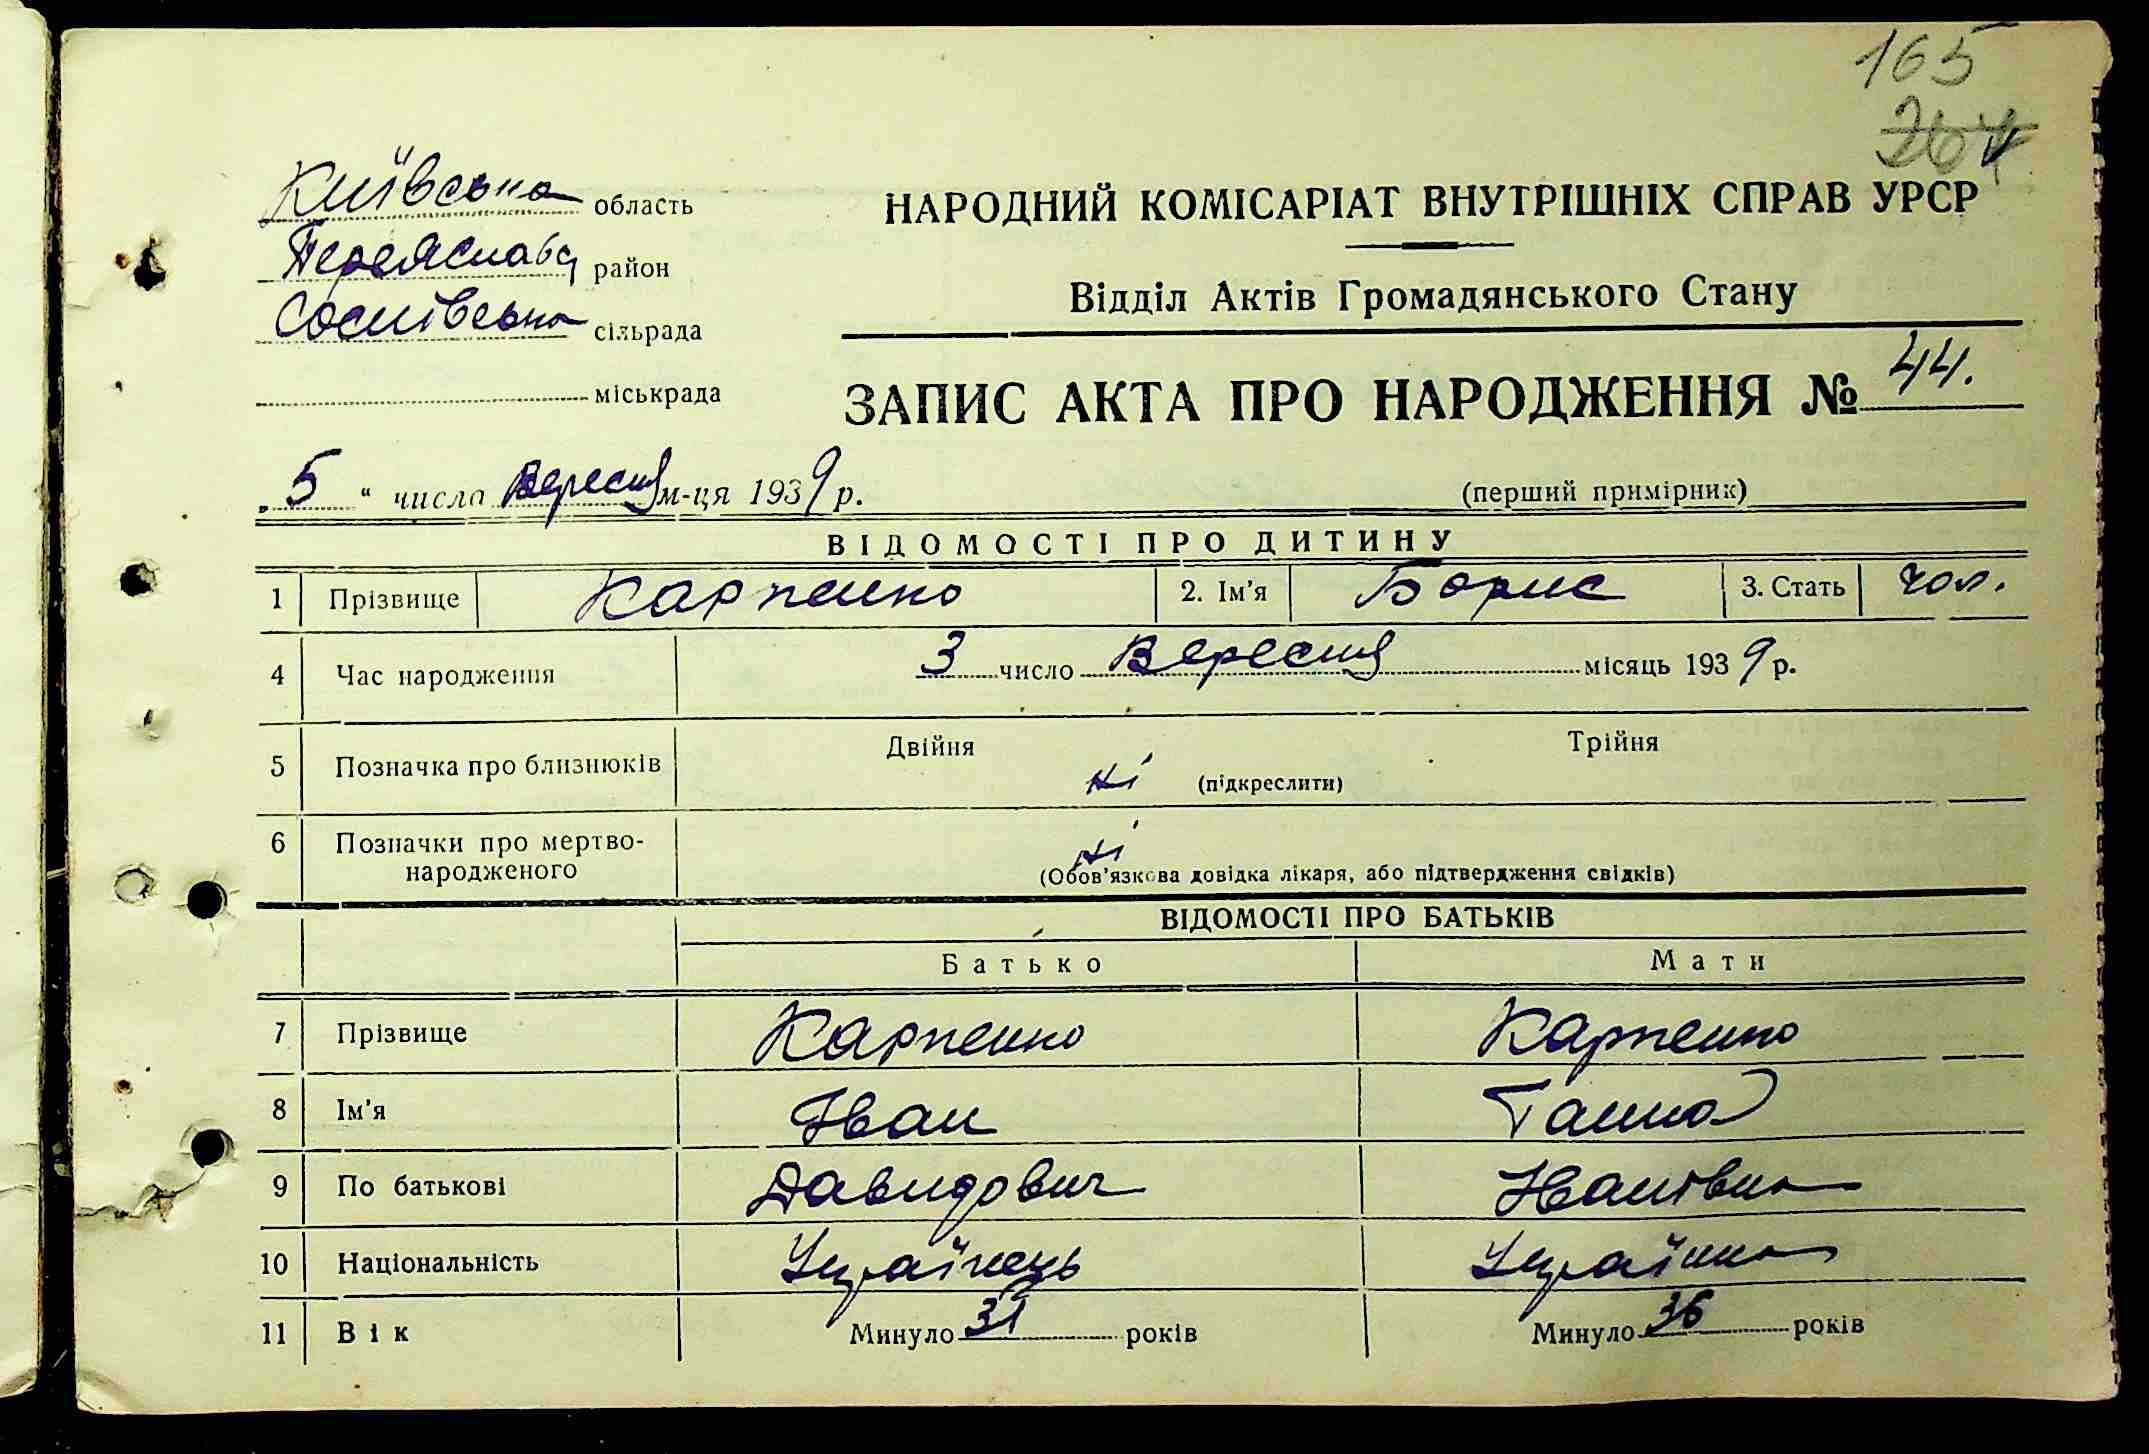 165
264
Київська область
НАРОДНИЙ КОМІСАРІАТ ВНУТРІШНІХ СПРАВ УРСР
Переяславс район
Відділ Актів Громадянського Стану
Соснівська сільрада
міськрада
ЗАПИС АКТА ПРО НАРОДЖЕННЯ № 44.
„5“ числа Вересня м-ця 1939 р.
(перший примірник)
ВІДОМОСТІ ПРО ДИТИНУ
1 Прізвище Карпенко 2. Ім'я Борис 3. Стать чол.
4 Час народження 3 число Вересня місяць 1939 р.
5 Позначка про близнюків Двійня ні (підкреслити) Трійня
6 Позначки про мертво-
народженого ні (Обов'язкова довідка лікаря, або підтвердження свідків)
ВІДОМОСТІ ПРО БАТЬКІВ
Батько Мати
7 Прізвище Карпенко Карпенко
8 Ім'я Іван Ганна
9 По батькові Давидович Іванівна
10 Національність Українець Українка
11 Вік Минуло років Минуло 36 років